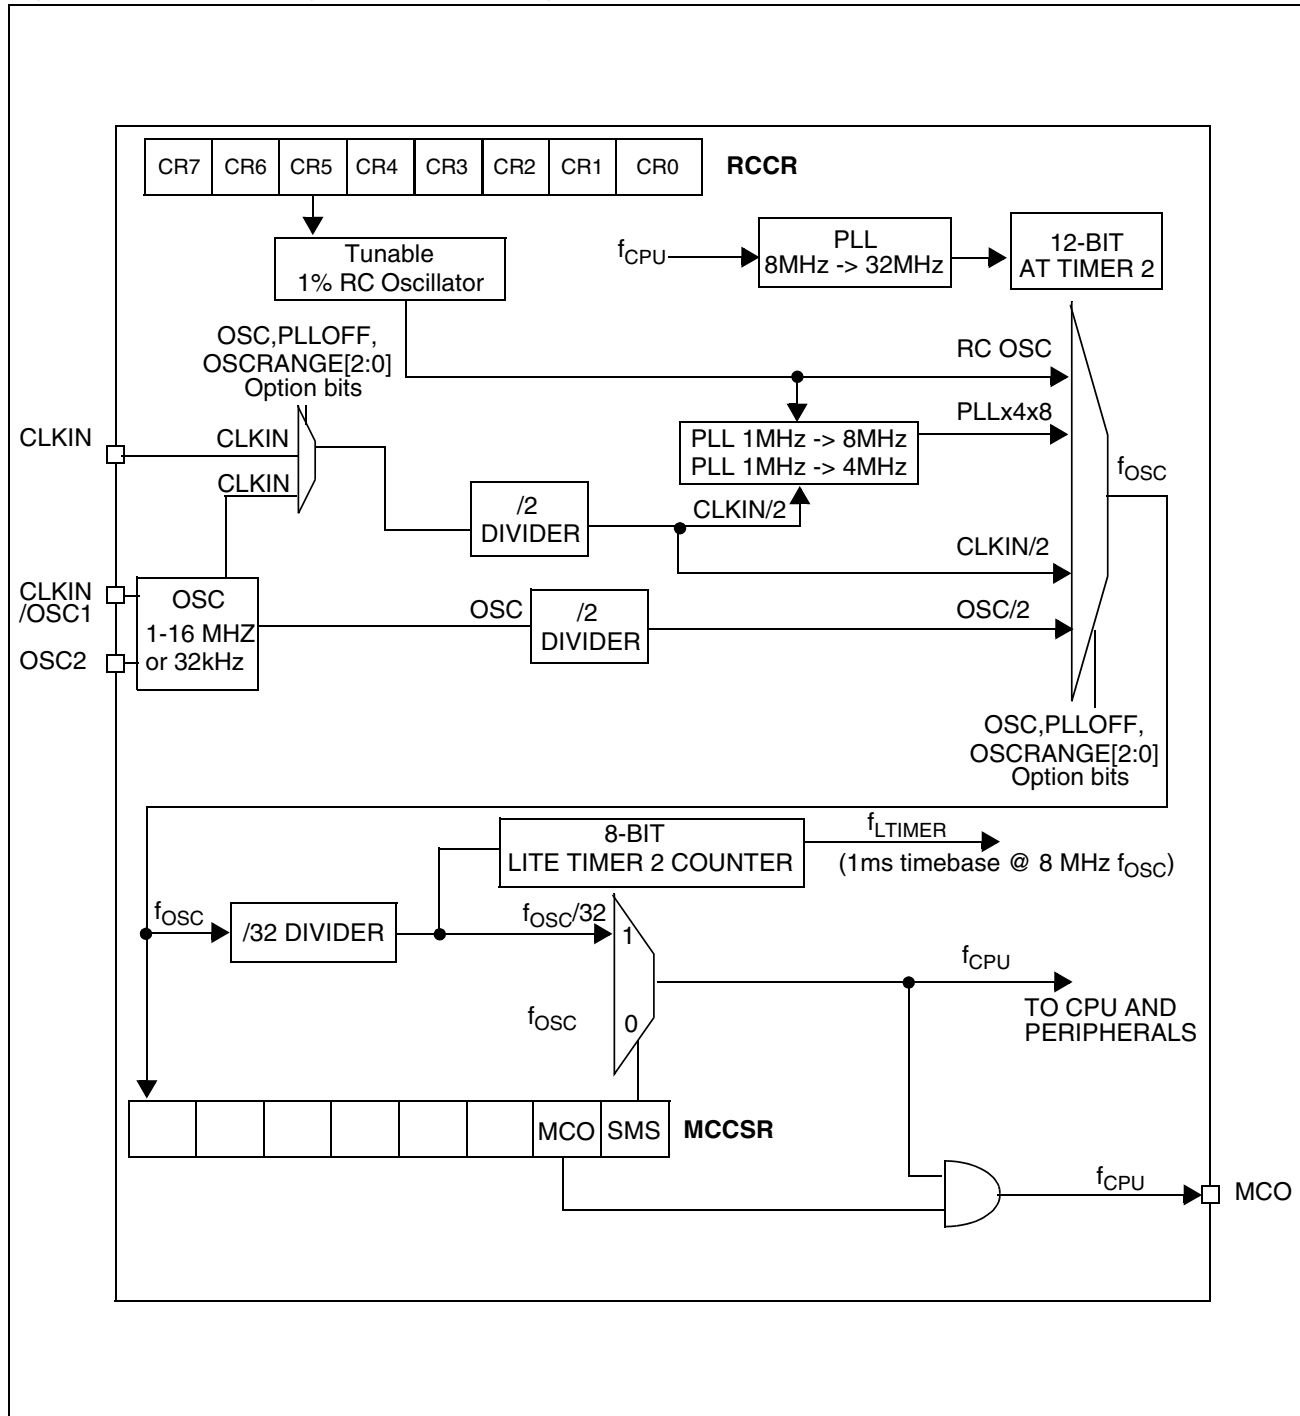 CR7 CR6 CR5 CR4 CR3 CR2 CR1 CR0 RCCR
Tunable
1% RC Oscillator
fCPU
PLL
8MHz -> 32MHz
12-BIT
AT TIMER 2
OSC,PLLOFF,
OSCRANGE[2:0]
Option bits
RC OSC
PLLx4x8
CLKIN
CLKIN
CLKIN
PLL 1MHz -> 8MHz
PLL 1MHz -> 4MHz
fOSC
/2
DIVIDER
CLKIN/2
CLKIN/2
CLKIN
/OSC1
OSC2
OSC
1-16 MHZ
or 32kHz
OSC
/2
DIVIDER
OSC/2
OSC,PLLOFF,
OSCRANGE[2:0]
Option bits
8-BIT
LITE TIMER 2 COUNTER
fLTIMER
(1ms timebase @ 8 MHz fOSC)
fOSC
/32 DIVIDER
fOSC/32
1
fOSC
0
fCPU
TO CPU AND
PERIPHERALS
MCO SMS MCCSR
fCPU
MCO